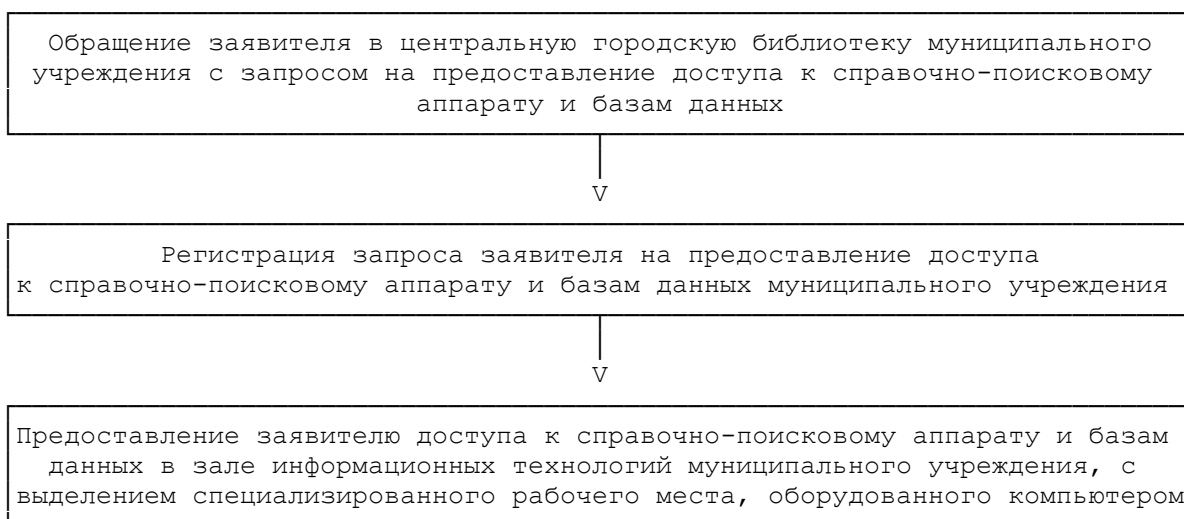 Обращение заявителя в центральную городскую библиотеку муниципального
учреждения с запросом на предоставление доступа к справочно-поисковому
аппарату и базам данных
V
Регистрация запроса заявителя на предоставление доступа
к справочно-поисковому аппарату и базам данных муниципального учреждения
V
Предоставление заявителю доступа к справочно-поисковому аппарату и базам
данных в зале информационных технологий муниципального учреждения, с
выделением специализированного рабочего места, оборудованного компьютером